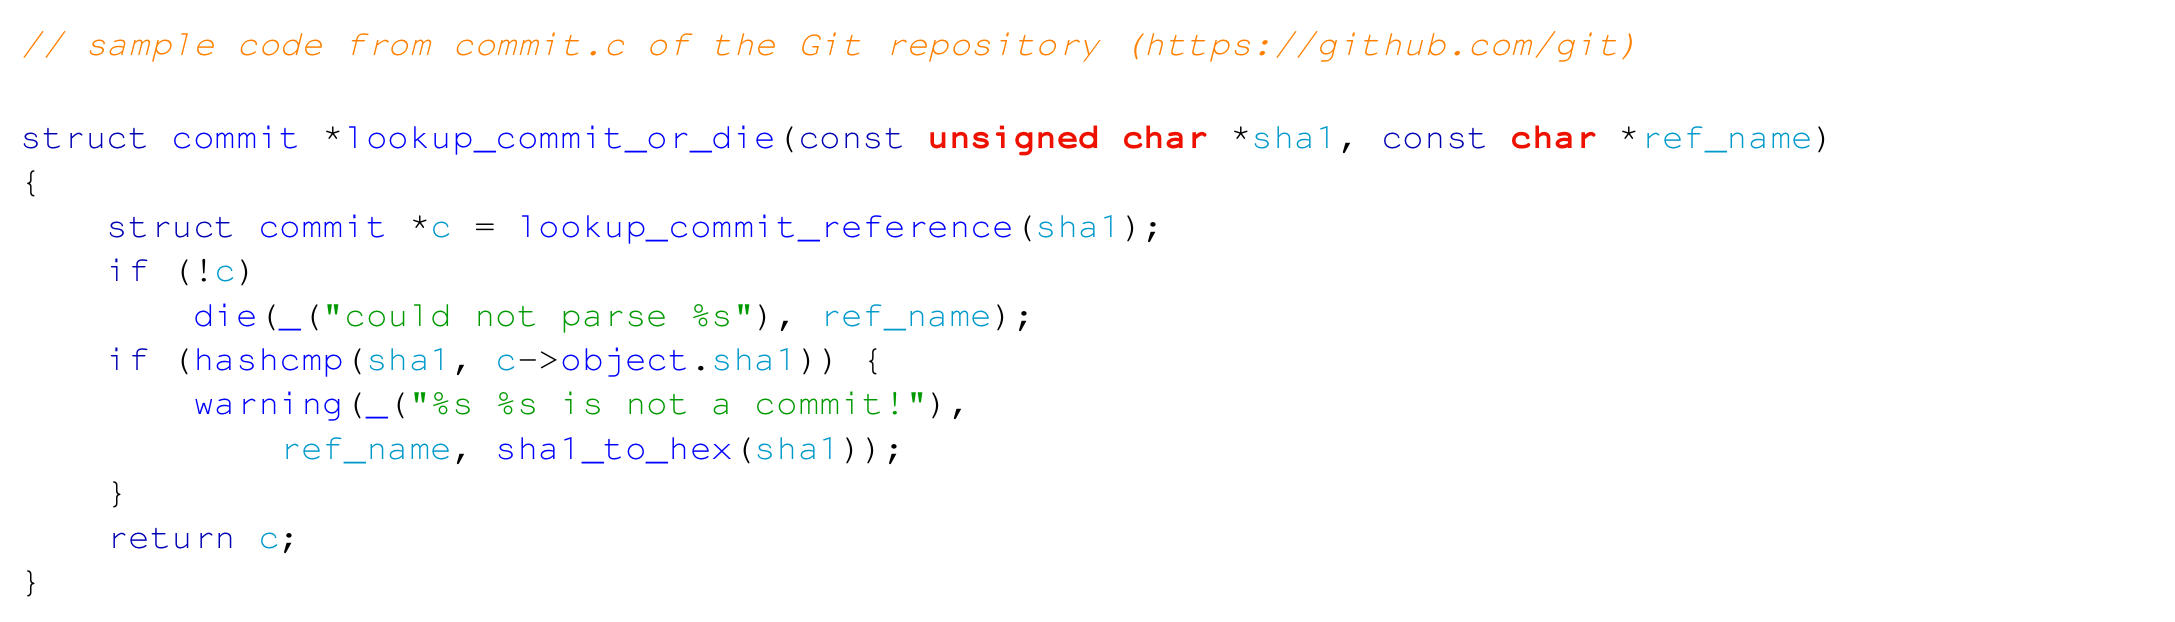 // sample code from commit.c of the Git repository (https://github.com/git)

struct commit *lookup_commit_or_die(const unsigned char *sha1, const char *ref_name)
{
    struct commit *c = lookup_commit_reference(sha1);
    if (!c)
        die(_("could not parse %s"), ref_name);
    if (hashcmp(sha1, c->object.sha1)) {
        warning(_("%s %s is not a commit!"),
            ref_name, sha1_to_hex(sha1));
    }
    return c;
}